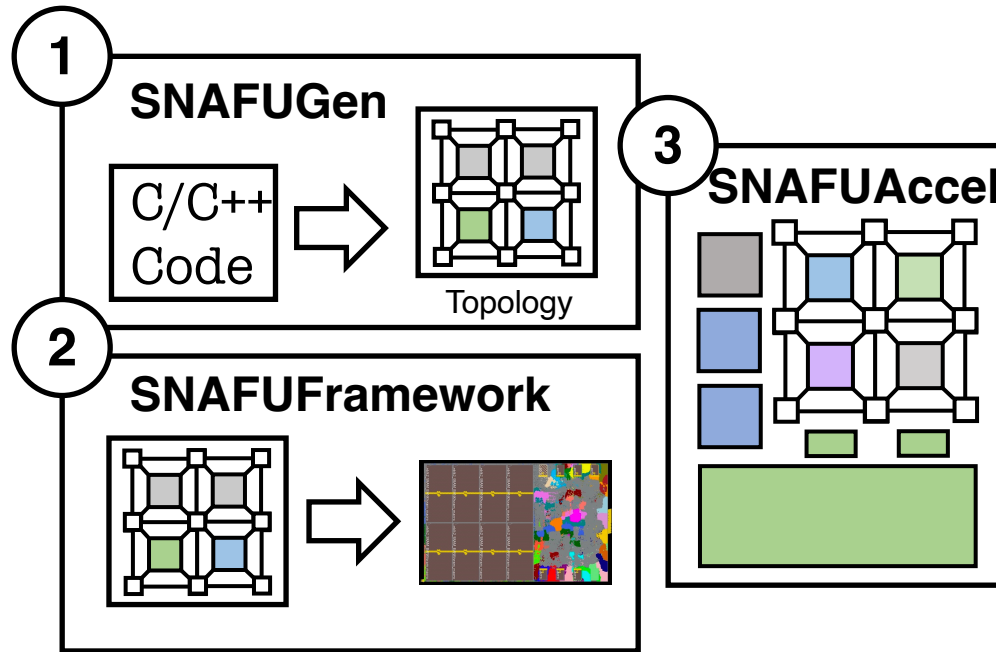 1
SNAFUGen
C/C++
Code
Topology
2
SNAFUFramework
3
SNAFUAccel